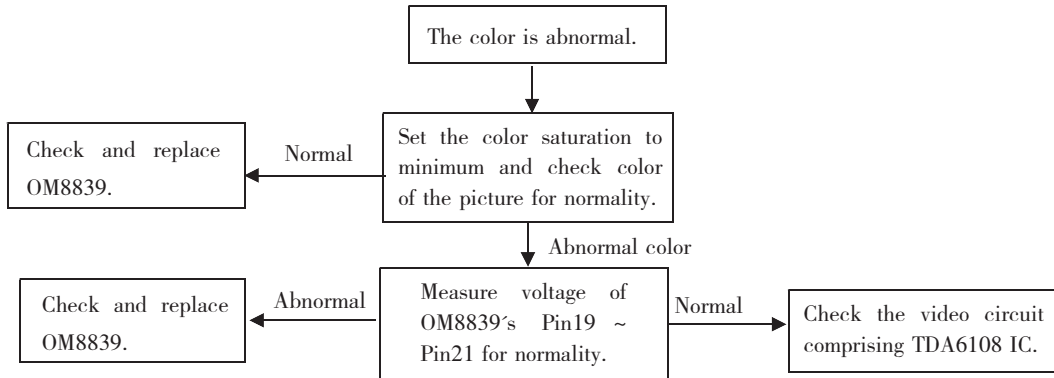 The color is abnormal.
Set the color saturation to
minimum and check color
of the picture for normality.
Normal
Check and replace
OM8839.
Abnormal color
Measure voltage of
OM8839´s Pin19 ~
Pin21 for normality.
Abnormal
Check and replace
OM8839.
Normal
Check the video circuit
comprising TDA6108 IC.